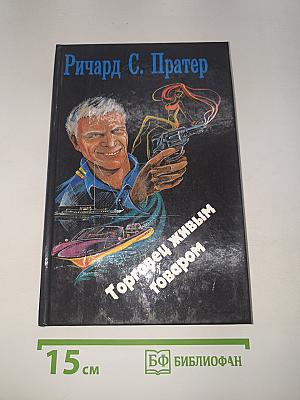 Ричард С. Пратер
Торговец живым
товаром
15 см
БФ БИБЛИОФАН